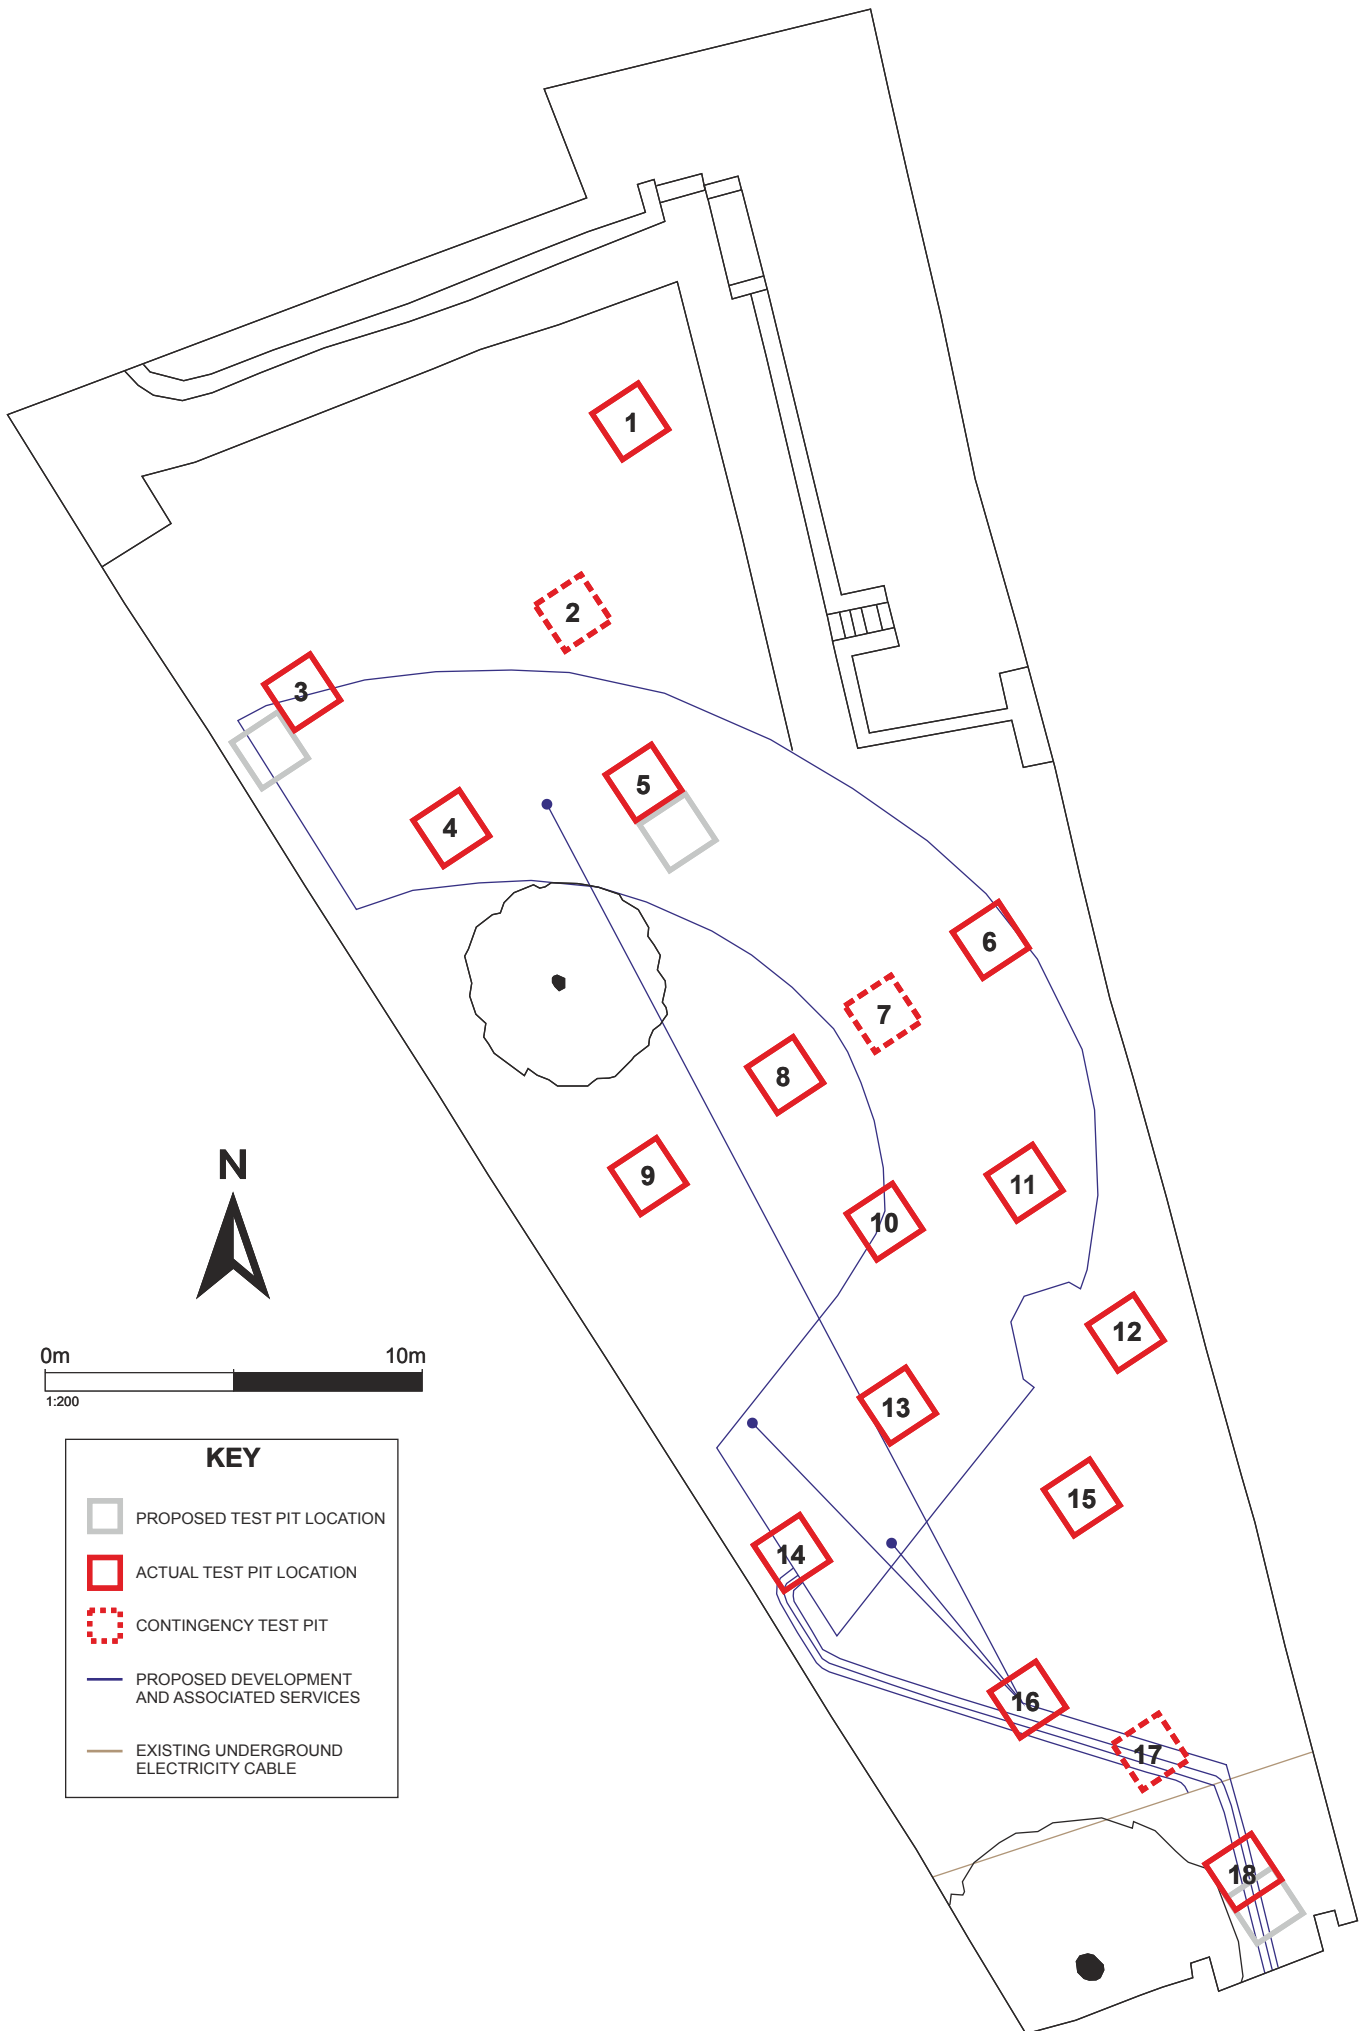 1
2
3
5
4
6
7
8
9
11
10
12
13
15
14
16
17
18
N
0m 10m
1:200
KEY
PROPOSED TEST PIT LOCATION
ACTUAL TEST PIT LOCATION
CONTINGENCY TEST PIT
PROPOSED DEVELOPMENT
AND ASSOCIATED SERVICES
EXISTING UNDERGROUND
ELECTRICITY CABLE